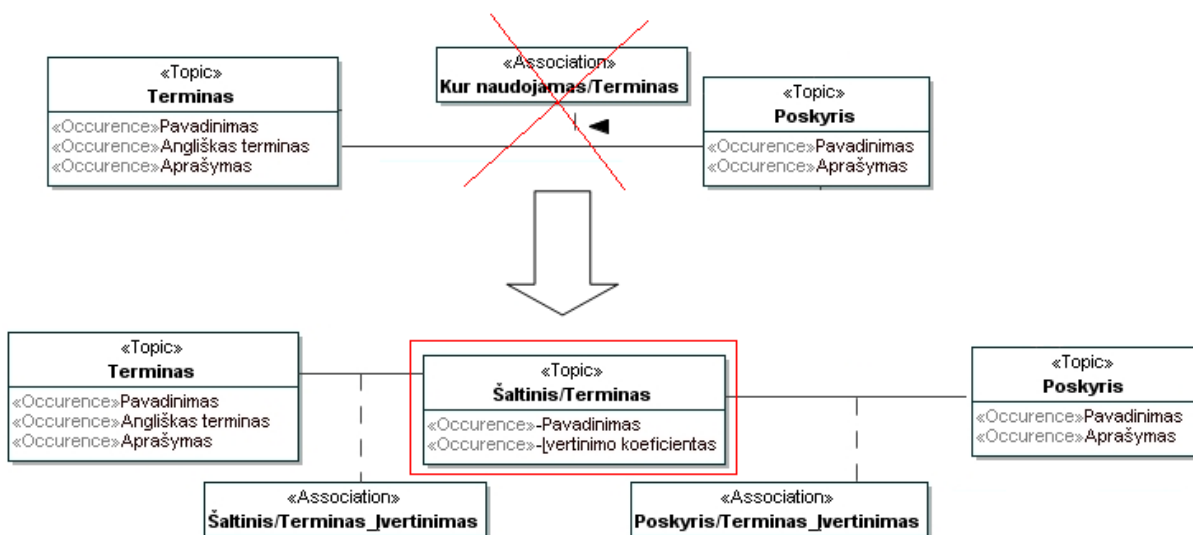 «Association»
Kur naudojamas/Terminas
«Topic»
Terminas
«Occurence»Pavadinimas
«Occurence»Angliškas terminas
«Occurence»Aprašymas
«Topic»
Poskyris
«Occurence»Pavadinimas
«Occurence»Aprašymas
«Topic»
Terminas
«Occurence»Pavadinimas
«Occurence»Angliškas terminas
«Occurence»Aprašymas
«Topic»
Šaltinis/Terminas
«Occurence»-Pavadinimas
«Occurence»-Įvertinimo koeficientas
«Topic»
Poskyris
«Occurence»Pavadinimas
«Occurence»Aprašymas
«Association»
Šaltinis/Terminas_Įvertinimas
«Association»
Poskyris/Terminas_Įvertinimas